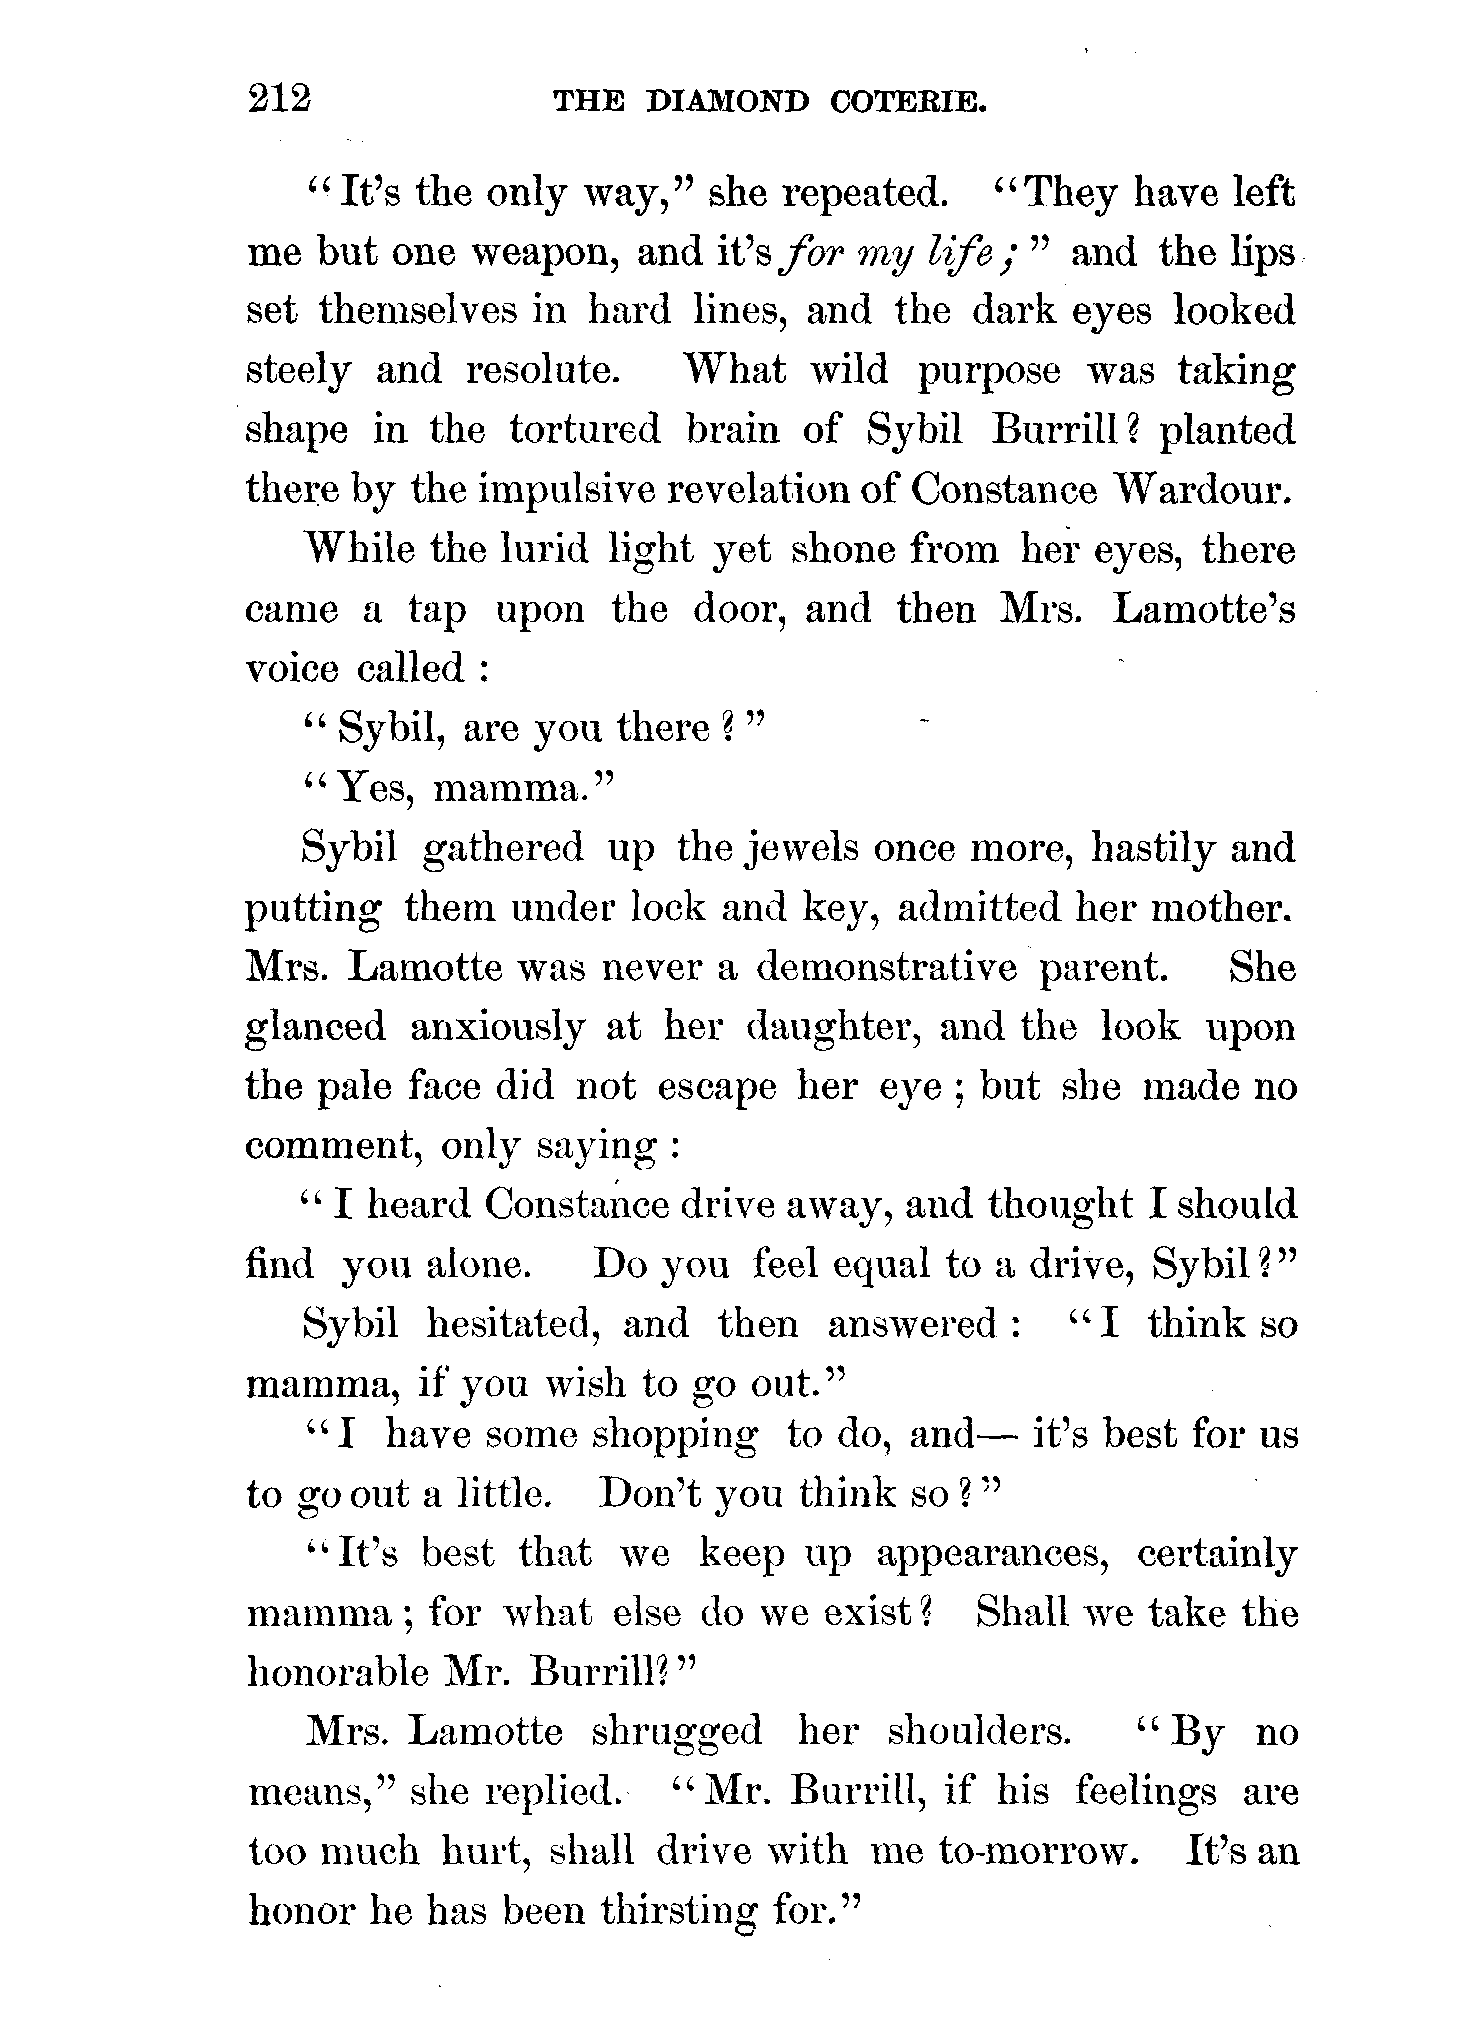 212 THE DIAMOND COTERIE.
“It's the only way,” she repeated. “They have left
me but one weapon, and it's for my life;” and the lips
set themselves in hard lines, and the dark eyes looked
steely and resolute. What wild purpose was taking
shape in the tortured brain of Sybil Burrill? planted
there by the impulsive revelation of Constance Wardour.
While the lurid light yet shone from her eyes, there
came a tap upon the door, and then Mrs. Lamotte's
voice called :
“Sybil, are you there?”
“Yes, mamma.”
Sybil gathered up the jewels once more, hastily and
putting them under lock and key, admitted her mother.
Mrs. Lamotte was never a demonstrative parent. She
glanced anxiously at her daughter, and the look upon
the pale face did not escape her eye ; but she made no
comment, only saying :
“I heard Constance drive away, and thought I should
find you alone. Do you feel equal to a drive, Sybil?”
Sybil hesitated, and then answered : “I think so
mamma, if you wish to go out.”
“I have some shopping to do, and— it's best for us
to go out a little. Don't you think so?”
“It's best that we keep up appearances, certainly
mamma ; for what else do we exist? Shall we take the
honorable Mr. Burrill?”
Mrs. Lamotte shrugged her shoulders. “By no
means,” she replied. “Mr. Burrill, if his feelings are
too much hurt, shall drive with me to-morrow. It's an
honor he has been thirsting for.”